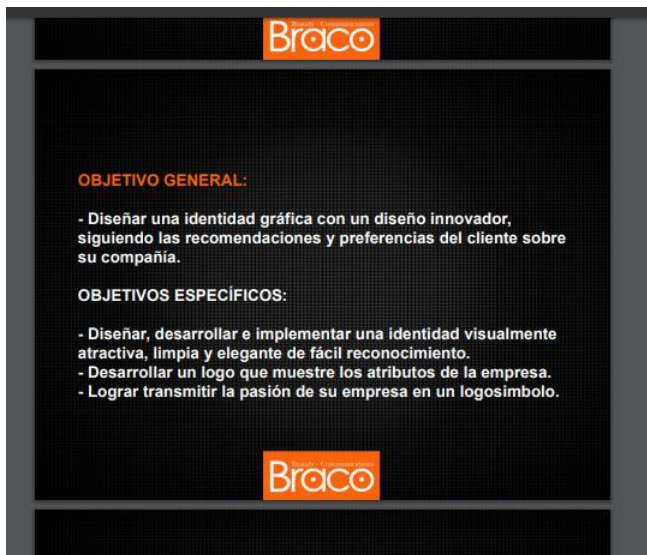 Braco
OBJETIVO GENERAL:
- Diseñar una identidad gráfica con un diseño innovador,
siguiendo las recomendaciones y preferencias del cliente sobre
su compañía.
OBJETIVOS ESPECÍFICOS:
- Diseñar, desarrollar e implementar una identidad visualmente
atractiva, limpia y elegante de fácil reconocimiento.
- Desarrollar un logo que muestre los atributos de la empresa.
- Lograr transmitir la pasión de su empresa en un logosimbolo.
Braco